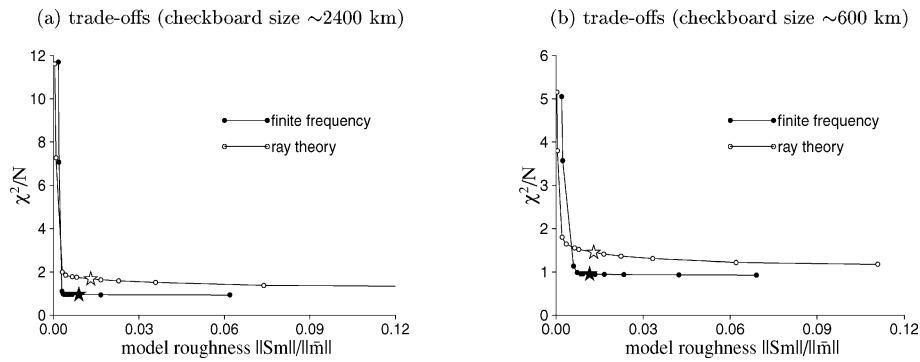 (a) trade-offs (checkboard size ~2400 km)
12
10
8
6
4
2
0
χ²/N
finite frequency
ray theory
0.00 0.03 0.06 0.09 0.12
model roughness ||Sm||/||m̄||
(b) trade-offs (checkboard size ~600 km)
6
5
4
3
2
1
0
χ²/N
finite frequency
ray theory
0.00 0.03 0.06 0.09 0.12
model roughness ||Sm||/||m̄||